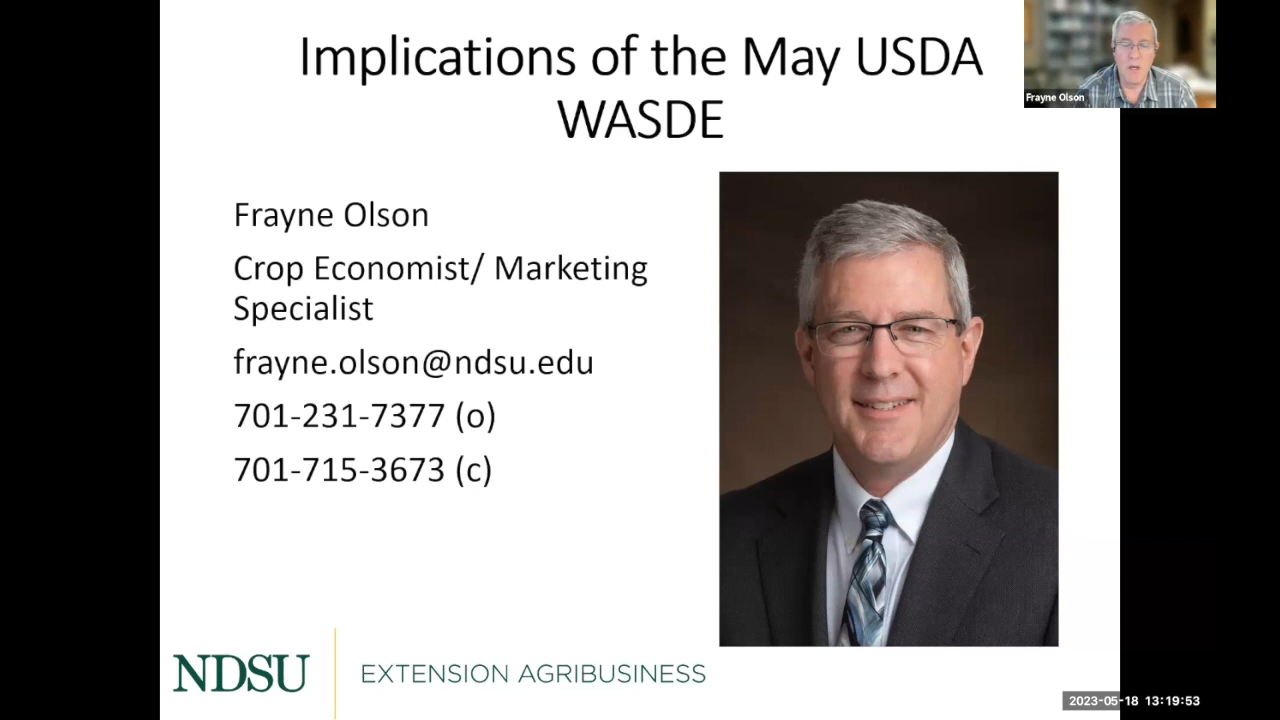 Implications of the May USDA
WASDE
Frayne Olson
Frayne Olson
Crop Economist/ Marketing
Specialist
frayne.olson@ndsu.edu
701-231-7377 (o)
701-715-3673 (c)
NDSU
EXTENSION AGRIBUSINESS
2023-05-18 13:19:53